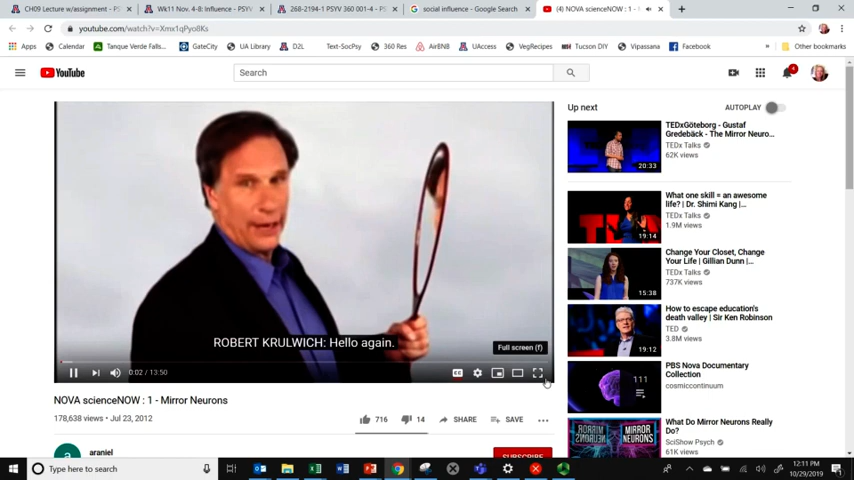 CH09 Lecture w/assignment - PS
Wk11 Nov. 4-8: Influence - PSYV
268-2194-1 PSYV 360 001-4 - PS
social influence - Google Search
(4) NOVA scienceNOW : 1 -
youtube.com/watch?v=Xmx1qPyo8Ks
Apps
Calendar
Tanque Verde Falls...
GateCity
UA Library
D2L
Text-SocPsy
360 Res
AirBNB
UAccess
VegRecipes
Tucson DIY
Vipassana
Facebook
»
Other bookmarks
YouTube
Search
4
ROBERT KRULWICH: Hello again.
Full screen (f)
0:02 / 13:50
NOVA scienceNOW : 1 - Mirror Neurons
178,638 views • Jul 23, 2012
716
14
SHARE
SAVE
araniel
SUBSCRIBE
Up next
AUTOPLAY
TEDxGöteborg - Gustaf
Gredebäck - The Mirror Neuro...
TEDx Talks
62K views
20:33
What one skill = an awesome
life? | Dr. Shimi Kang |...
TEDx Talks
1.9M views
19:14
Change Your Closet, Change
Your Life | Gillian Dunn |...
TEDx Talks
737K views
15:38
How to escape education's
death valley | Sir Ken Robinson
TED
3.8M views
19:12
PBS Nova Documentary
Collection
cosmiccontinuum
111
What Do Mirror Neurons Really
Do?
SciShow Psych
61K views
MIRROR
NEURONS
MIRROR
NEURONS
Type here to search
12:11 PM
10/29/2019